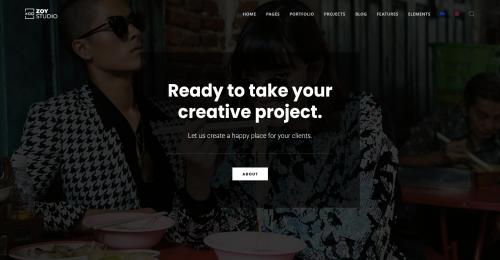 ZOY
STUDIO
HOME PAGES PORTFOLIO PROJECTS BLOG FEATURES ELEMENTS
Ready to take your
creative project.
Let us create a happy place for your clients.
ABOUT